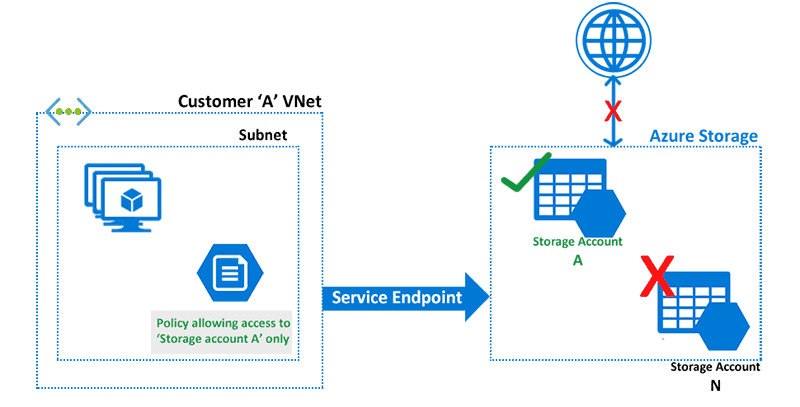 Customer ‘A’ VNet
Subnet
Policy allowing access to
‘Storage account A’ only
Service Endpoint
Azure Storage
Storage Account
A
Storage Account
N